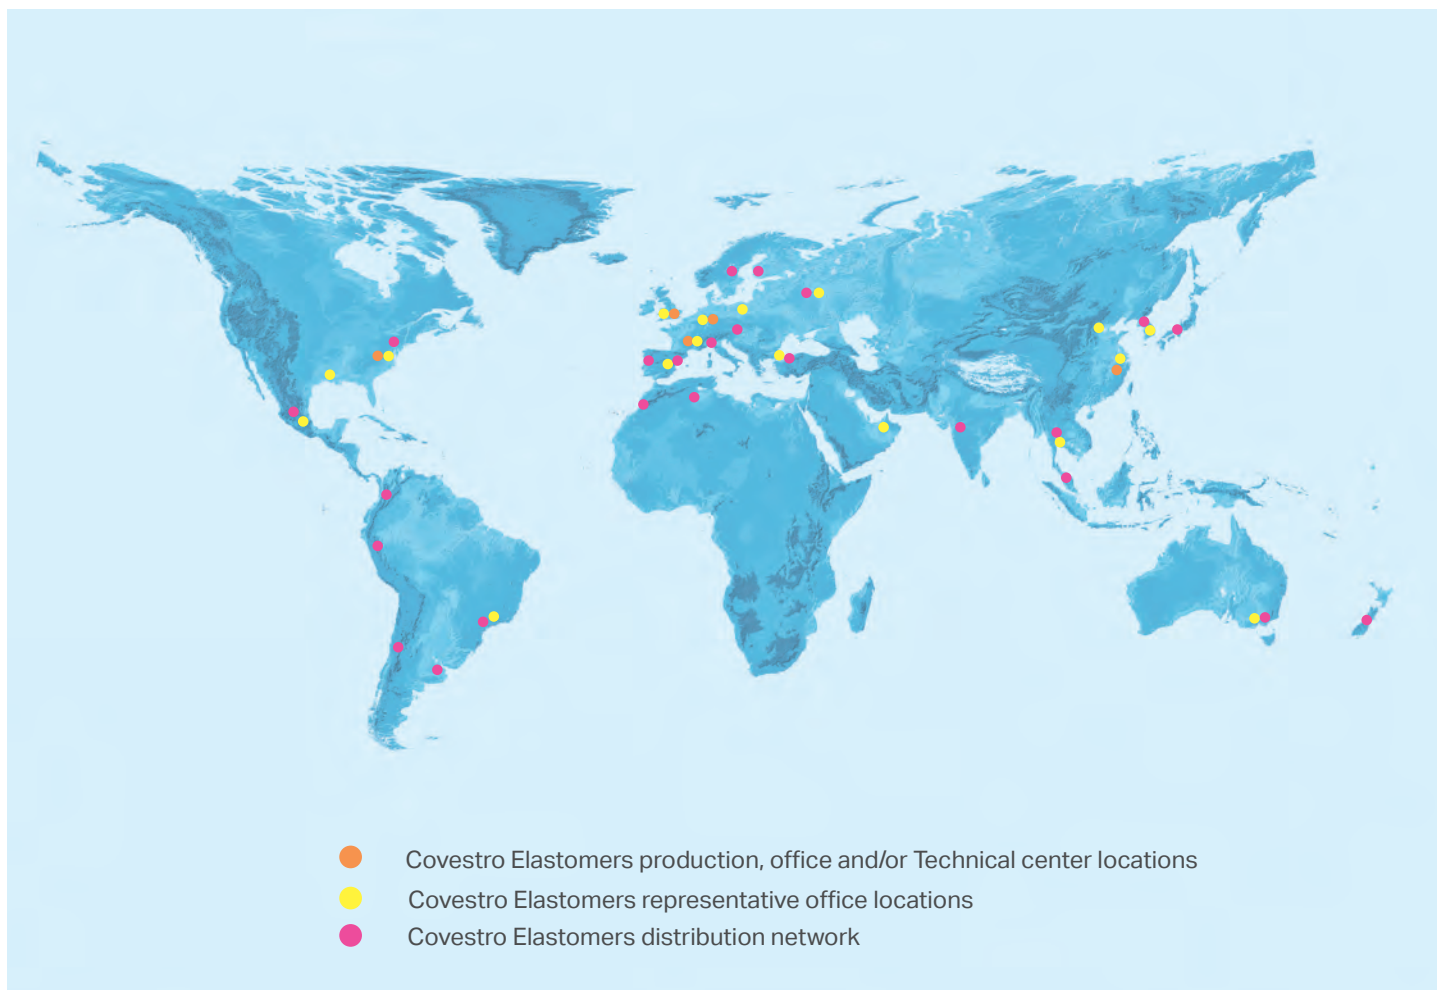 Covestro Elastomers production, office and/or Technical center locations
Covestro Elastomers representative office locations
Covestro Elastomers distribution network